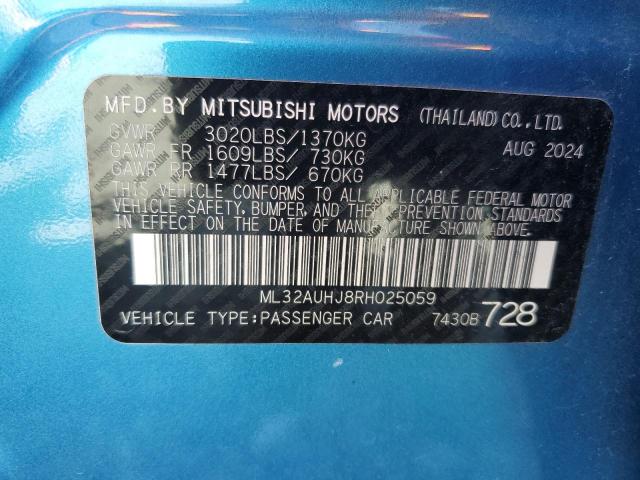 MFD.BY MITSUBISHI MOTORS (THAILAND) CO.,LTD.
GVWR 3020LBS/1370KG AUG 2024
GAWR FR 1609LBS/ 730KG
GAWR RR 1477LBS/ 670KG
THIS VEHICLE CONFORMS TO ALL APPLICABLE FEDERAL MOTOR
VEHICLE SAFETY, BUMPER, AND THEFT PREVENTION STANDARDS
IN EFFECT ON THE DATE OF MANUFACTURE SHOWN ABOVE.
ML32AUHJ8RH025059
VEHICLE TYPE:PASSENGER CAR 7430B728